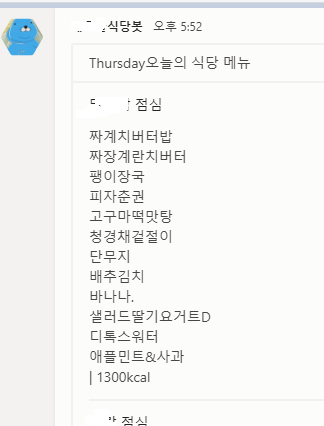 식당봇 오후 5:52
Thursday오늘의 식당 메뉴
점심
짜계치버터밥
짜장계란치버터
팽이장국
피자춘권
고구마떡맛탕
청경채겉절이
단무지
배추김치
바나나.
샐러드딸기요거트D
디톡스워터
애플민트&사과
| 1300kcal
점심